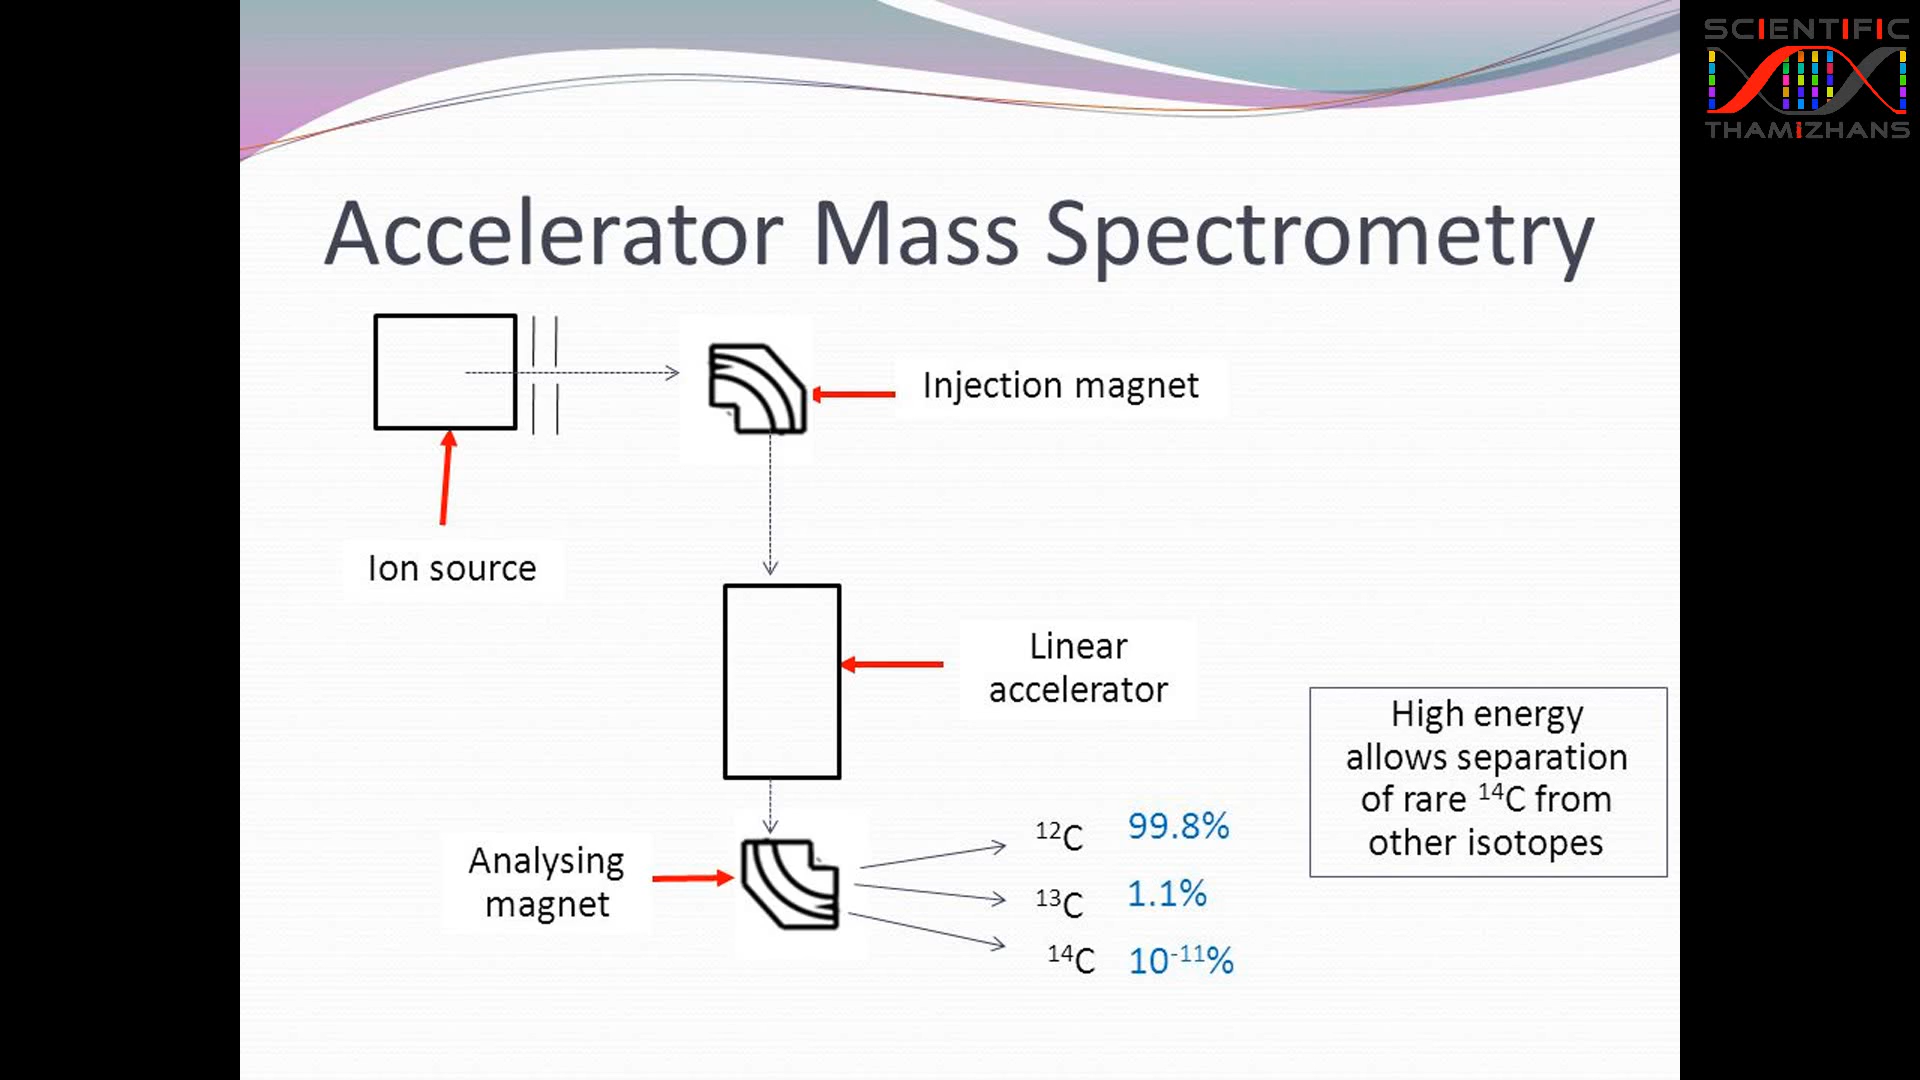 SCIENTIFIC
THAMIZHANS
Accelerator Mass Spectrometry
Injection magnet
Ion source
Linear
accelerator
High energy
allows separation
of rare ¹⁴C from
other isotopes
Analysing
magnet
¹²C 99.8%
¹³C 1.1%
¹⁴C 10⁻¹¹%